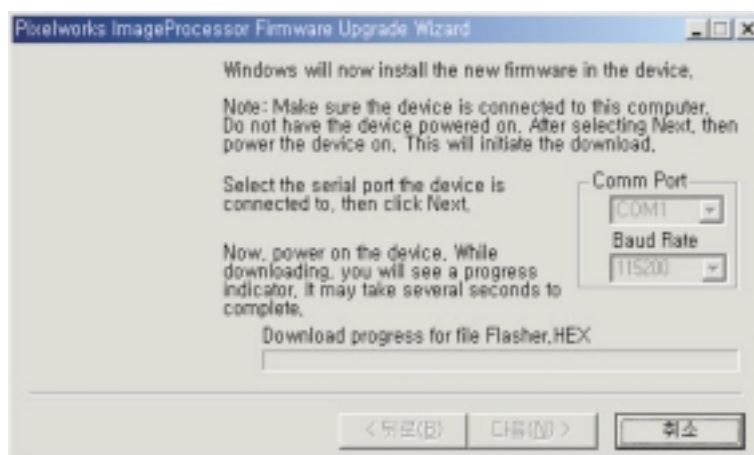 Pixelworks ImageProcessor Firmware Upgrade Wizard
Windows will now install the new firmware in the device.
Note: Make sure the device is connected to this computer.
Do not have the device powered on. After selecting Next, then
power the device on. This will initiate the download.
Select the serial port the device is
connected to, then click Next.
Comm Port
COM1
Baud Rate
115200
Now, power on the device. While
downloading, you will see a progress
indicator. It may take several seconds to
complete.
Download progress for file Flasher.HEX
< 뒤로(B)
다음(N) >
취소